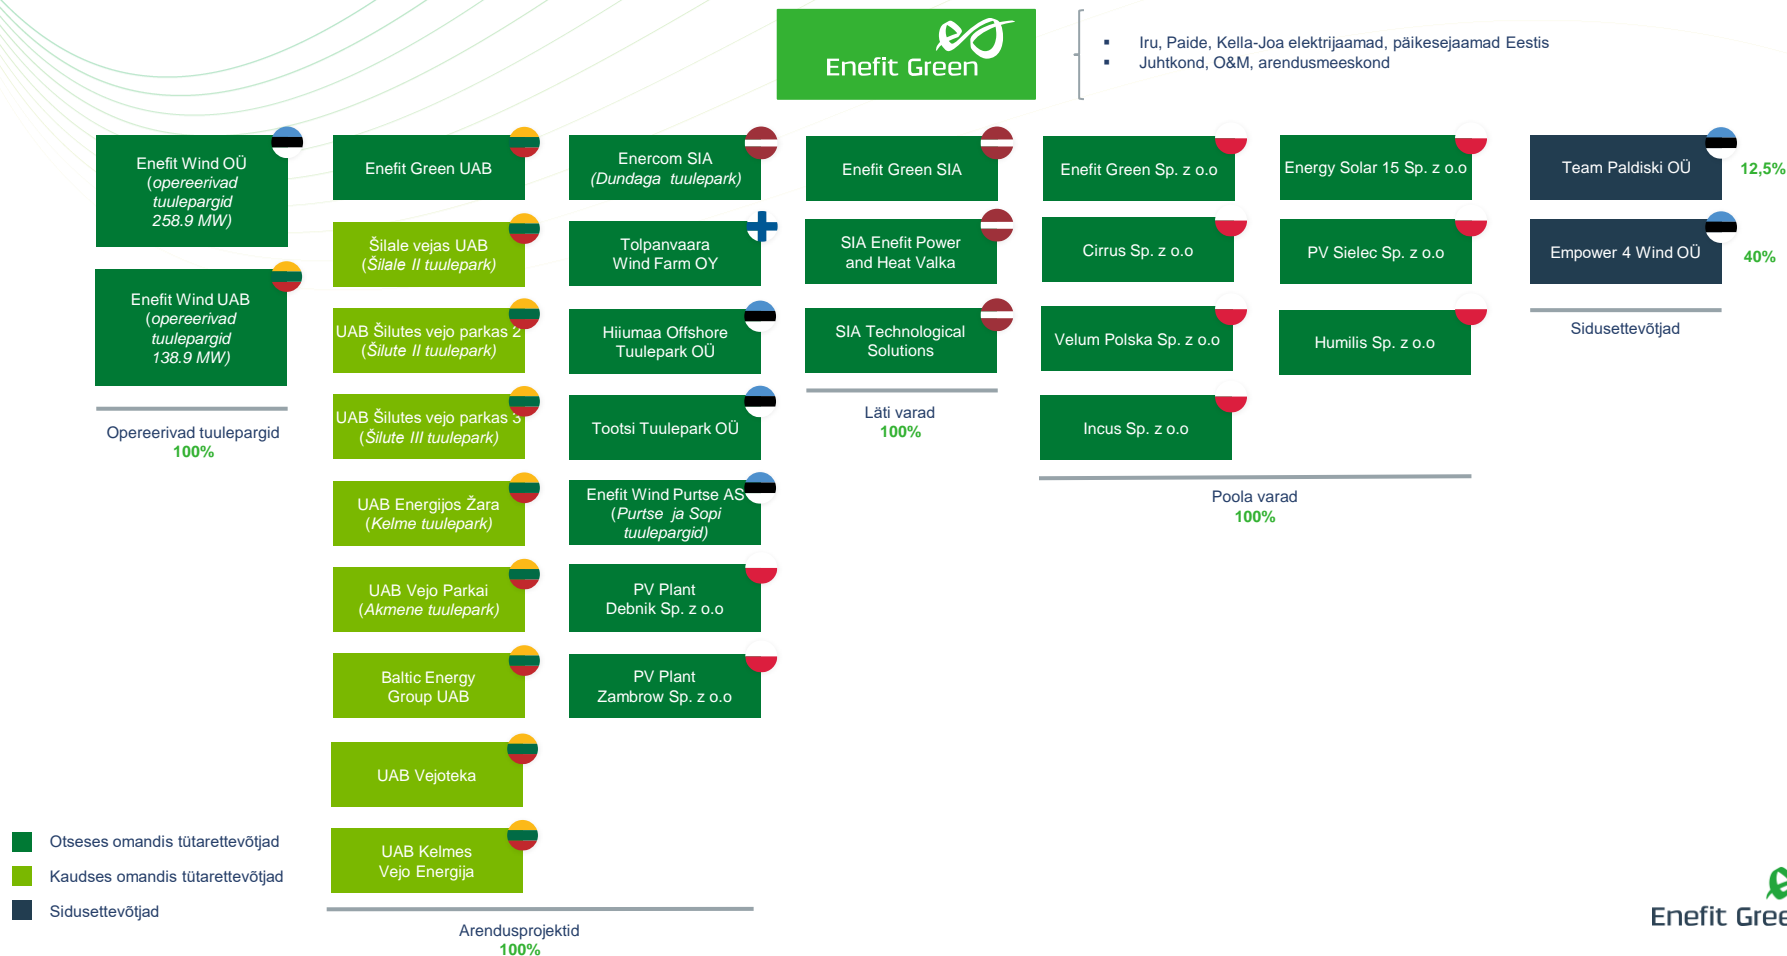 Enefit Green
▪ Iru, Paide, Kella-Joa elektrijaamad, päikesejaamad Eestis
▪ Juhtkond, O&M, arendusmeeskond
Enefit Wind OÜ
(opereerivad
tuulepargid
258.9 MW)
Enefit Wind UAB
(opereerivad
tuulepargid
138.9 MW)
Opereerivad tuulepargid
100%
Enefit Green UAB
Šilale vejas UAB
(Šilale II tuulepark)
UAB Šilutes vejo parkas 2
(Šilute II tuulepark)
UAB Šilutes vejo parkas 3
(Šilute III tuulepark)
UAB Energijos Žara
(Kelme tuulepark)
UAB Vejo Parkai
(Akmene tuulepark)
Baltic Energy
Group UAB
UAB Vejoteka
UAB Kelmes
Vejo Energija
Enercom SIA
(Dundaga tuulepark)
Tolpanvaara
Wind Farm OY
Hiiumaa Offshore
Tuulepark OÜ
Tootsi Tuulepark OÜ
Enefit Wind Purtse AS
(Purtse ja Sopi
tuulepargid)
PV Plant
Debnik Sp. z o.o
PV Plant
Zambrow Sp. z o.o
Arendusprojektid
100%
Enefit Green SIA
SIA Enefit Power
and Heat Valka
SIA Technological
Solutions
Läti varad
100%
Enefit Green Sp. z o.o
Cirrus Sp. z o.o
Velum Polska Sp. z o.o
Incus Sp. z o.o
Energy Solar 15 Sp. z o.o
PV Sielec Sp. z o.o
Humilis Sp. z o.o
Poola varad
100%
Team Paldiski OÜ
12,5%
Empower 4 Wind OÜ
40%
Sidusettevõtjad
Otseses omandis tütarettevõtjad
Kaudses omandis tütarettevõtjad
Sidusettevõtjad
Enefit Gree